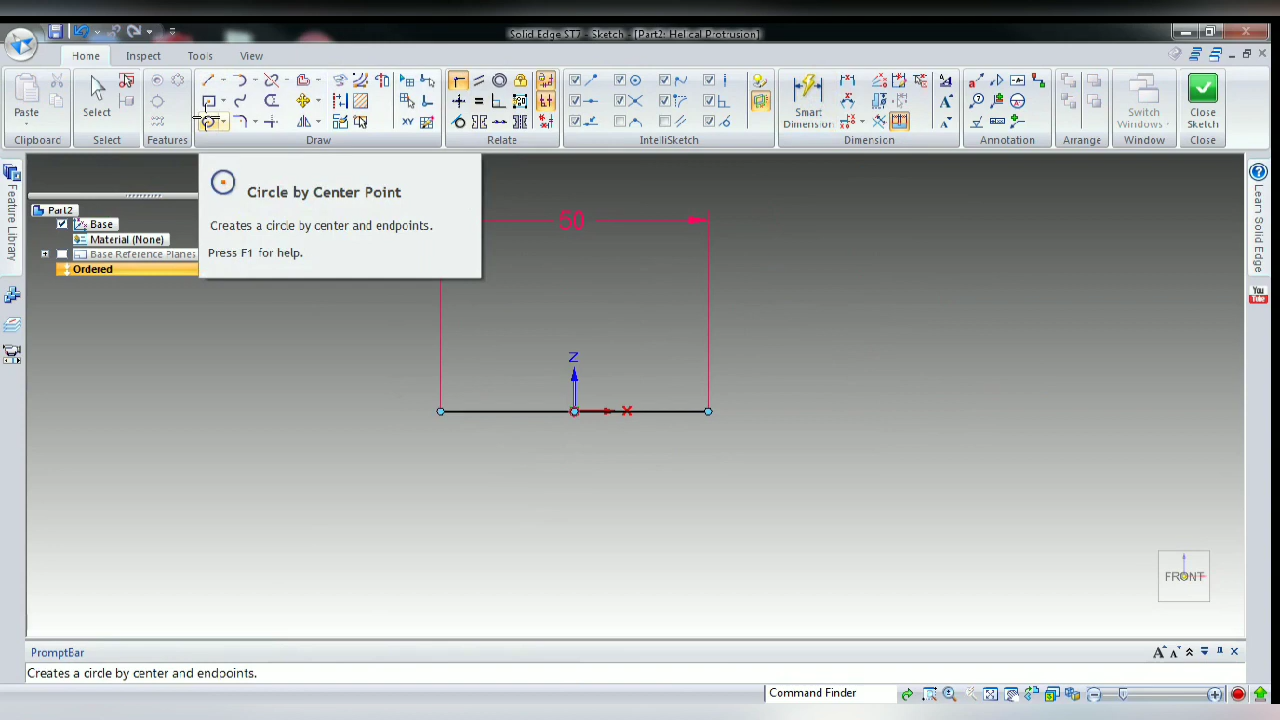 Solid Edge ST7 - Sketch - [Part2: Helical Protrusion]
Home Inspect Tools View
Paste
Select
Smart Dimension
Switch Windows
Close Sketch
Clipboard Select Features Draw Relate IntelliSketch Dimension Annotation Arrange Window Close
Feature Library
Learn Solid Edge
You Tube
Circle by Center Point
Creates a circle by center and endpoints.
Press F1 for help.
Part2
Base
Material (None)
Base Reference Planes
Ordered
50
Z
X
FRONT
PromptBar
Creates a circle by center and endpoints.
Command Finder